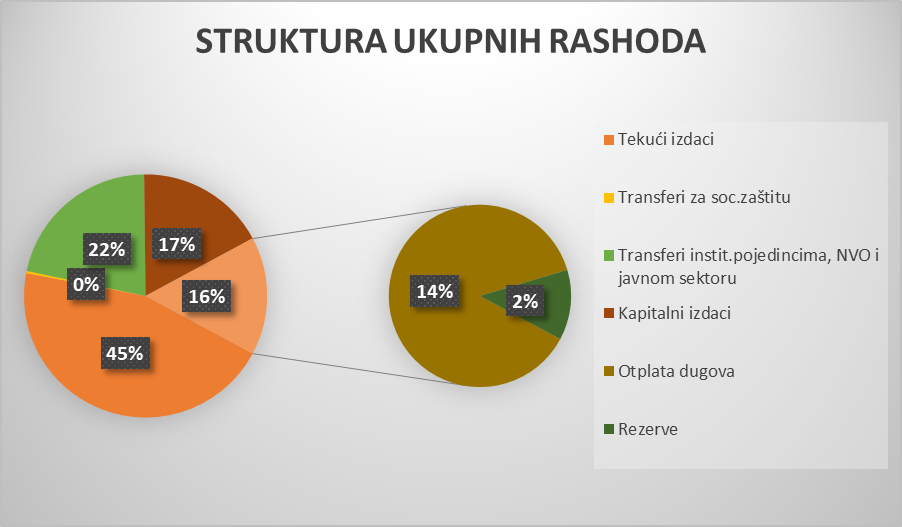 STRUKTURA UKUPNIH RASHODA
22%
17%
0%
16%
45%
14%
2%
Tekući izdaci
Transferi za soc.zaštitu
Transferi instit.pojedincima, NVO i
javnom sektoru
Kapitalni izdaci
Otplata dugova
Rezerve